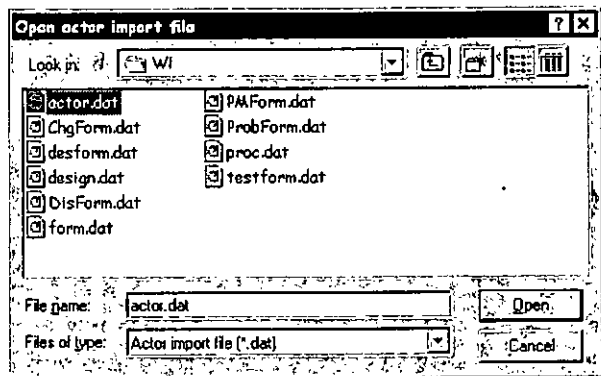 Open actor import file
Look in: WI
actor.dat
ChgForm.dat
desform.dat
design.dat
DisForm.dat
form.dat
PMForm.dat
ProbForm.dat
proc.dat
testform.dat
File name: actor.dat
Open
Files of type: Actor import file (*.dat)
Cancel